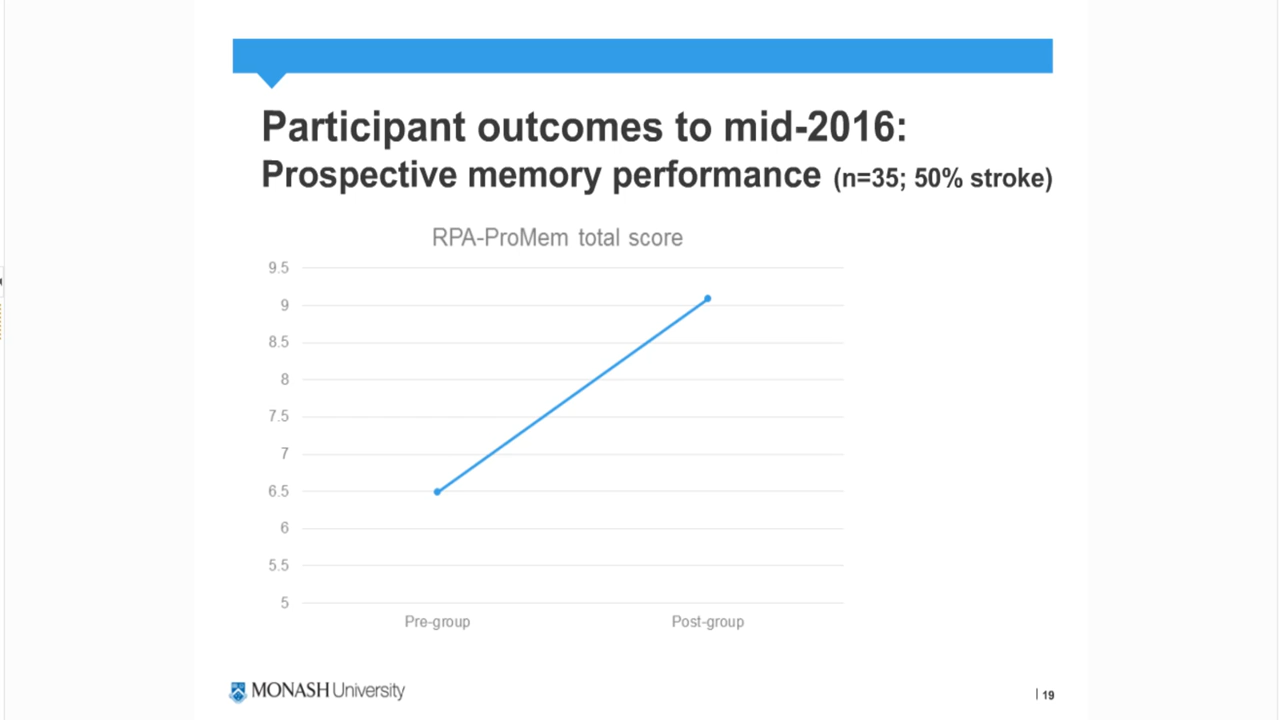 Participant outcomes to mid-2016:
Prospective memory performance (n=35; 50% stroke)
RPA-ProMem total score
9.5
9
8.5
8
7.5
7
6.5
6
5.5
5
Pre-group
Post-group
MONASH University
19